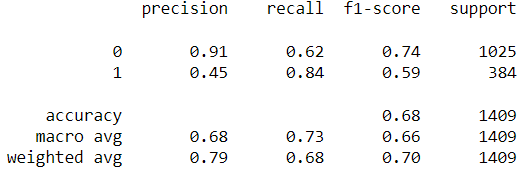 precision recall f1-score support
0 0.91 0.62 0.74 1025
1 0.45 0.84 0.59 384
accuracy 0.68 1409
macro avg 0.68 0.73 0.66 1409
weighted avg 0.79 0.68 0.70 1409